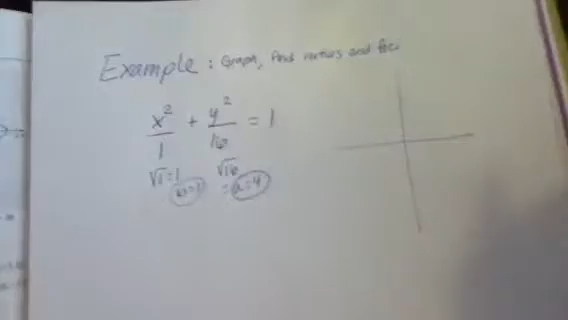 Example: Graph, find vertices and foci
x²/1 + y²/16 = 1
√1=1 √16
b=1 = a=4